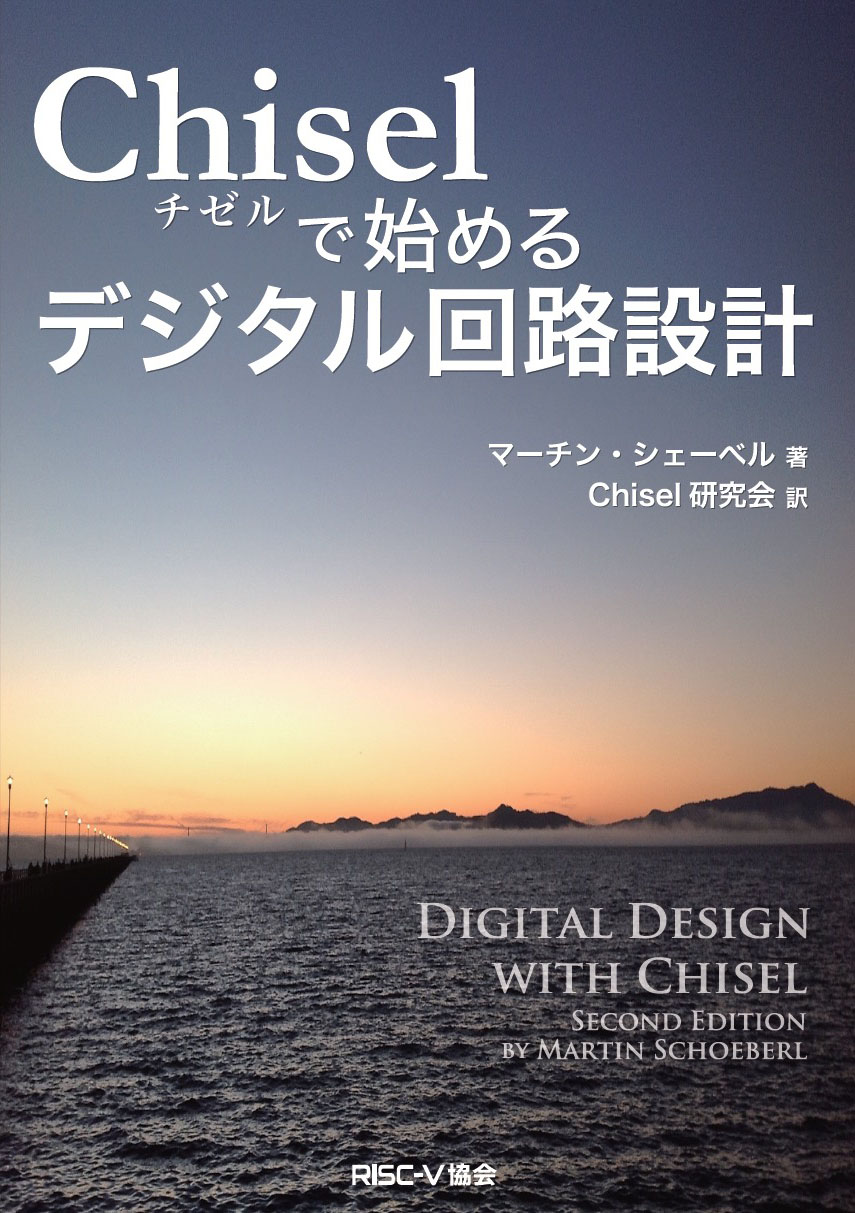 Chisel
チゼル
で始める
デジタル回路設計
マーチン・シェーベル 著
Chisel 研究会 訳
DIGITAL DESIGN
WITH CHISEL
SECOND EDITION
BY MARTIN SCHOEBERL
RISC-V協会